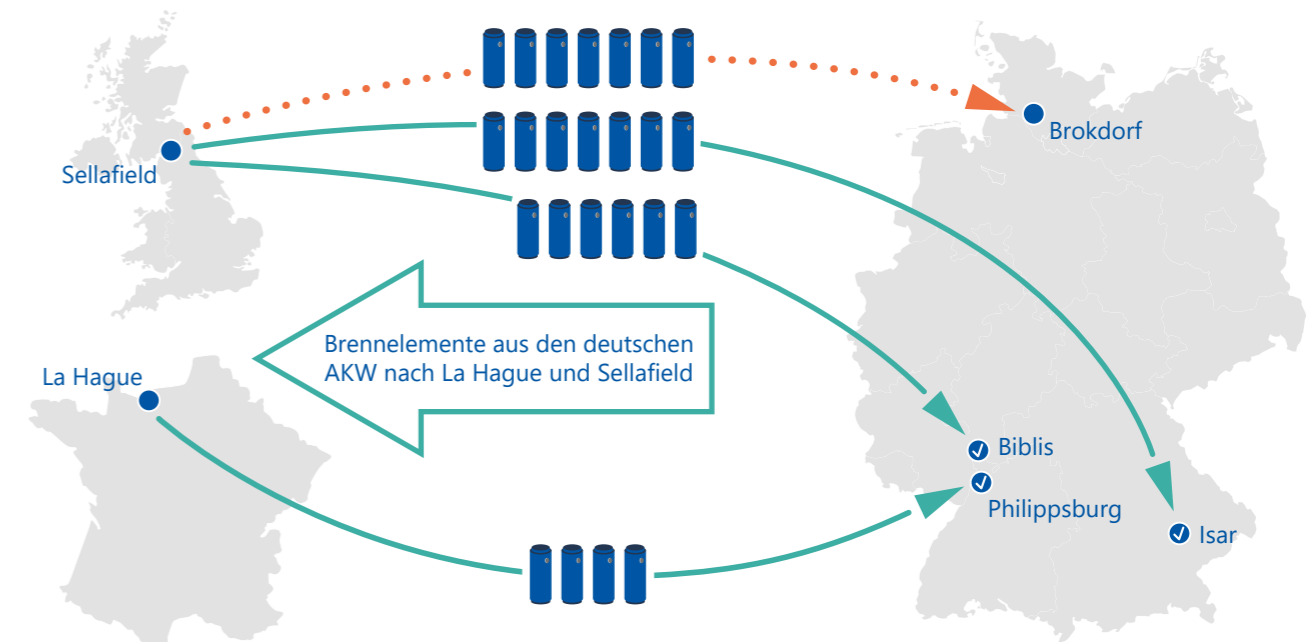 Brokdorf
Sellafield
Brennelemente aus den deutschen
AKW nach La Hague und Sellafield
La Hague
Biblis
Philippsburg
Isar